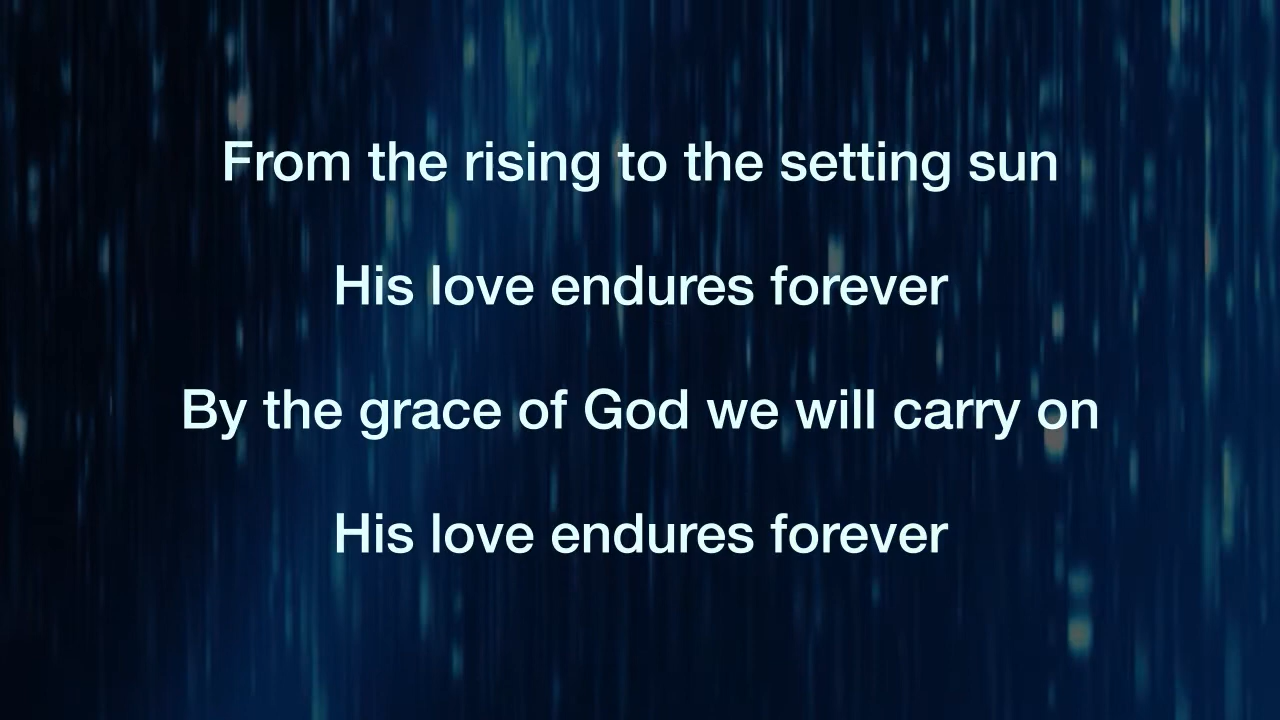 From the rising to the setting sun
His love endures forever
By the grace of God we will carry on
His love endures forever